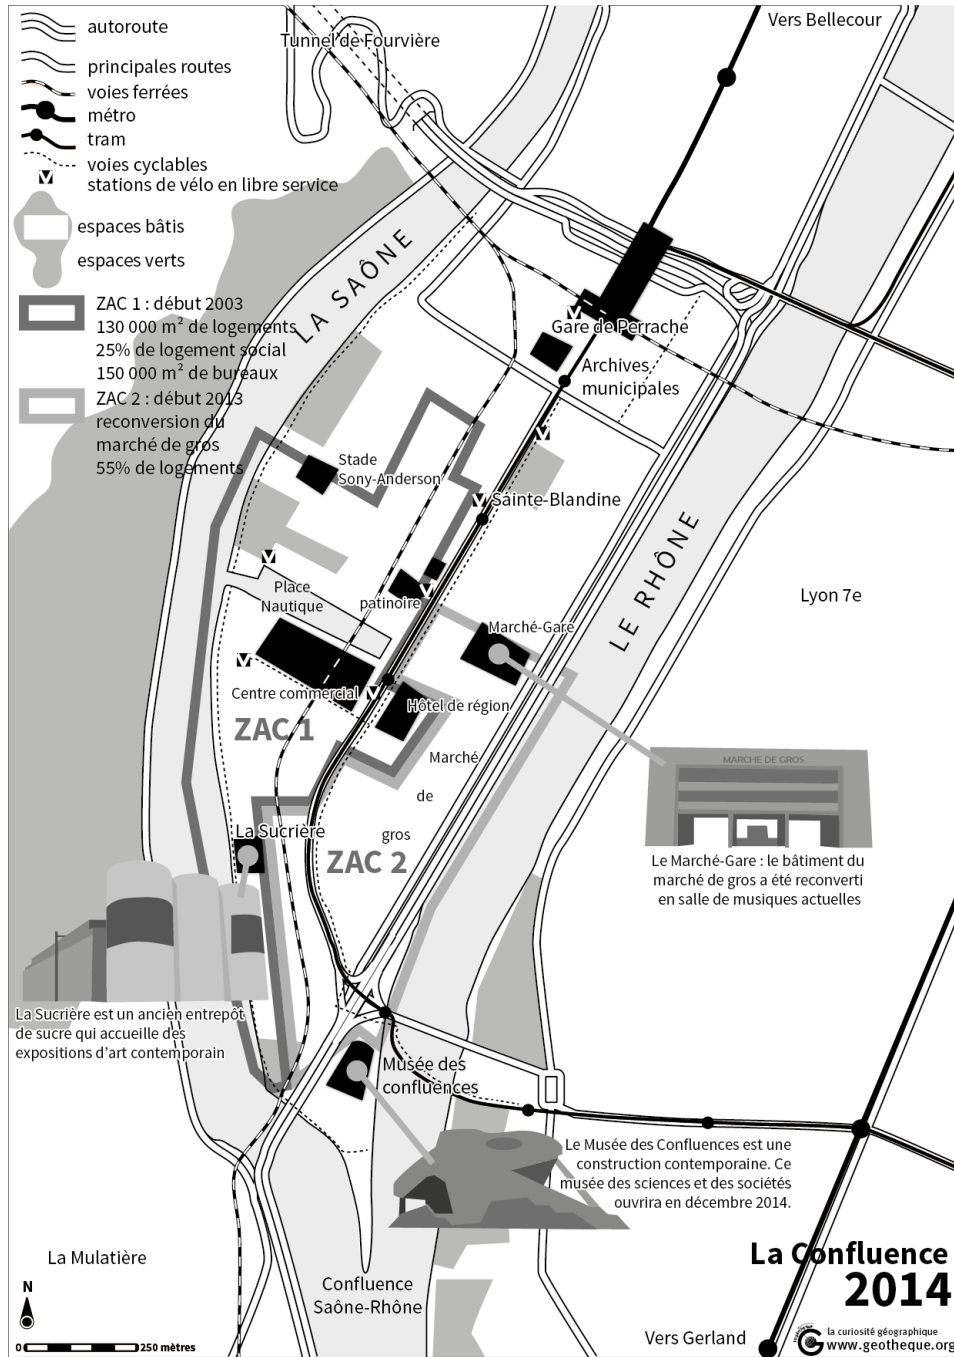 autoroute
principales routes
voies ferrées
métro
tram
voies cyclables
stations de vélo en libre service
espaces bâtis
espaces verts
ZAC 1 : début 2003
130 000 m² de logements
25% de logement social
150 000 m² de bureaux
ZAC 2 : début 2013
reconversion du
marché de gros
55% de logements
Tunnel de Fourvière
Vers Bellecour
LA SAÔNE
Gare de Perrache
Archives
municipales
Stade
Sony-Anderson
Sainte-Blandine
LE RHÔNE
Lyon 7e
Place
Nautique
patinoire
Marché-Gare
Centre commercial
Hôtel de région
ZAC 1
Marché
de
gros
ZAC 2
La Sucrière
MARCHE DE GROS
Le Marché-Gare : le bâtiment du
marché de gros a été reconverti
en salle de musiques actuelles
La Sucrière est un ancien entrepôt
de sucre qui accueille des
expositions d'art contemporain
Musée des
confluences
Le Musée des Confluences est une
construction contemporaine. Ce
musée des sciences et des sociétés
ouvrira en décembre 2014.
La Mulatière
Confluence
Saône-Rhône
La Confluence
2014
Vers Gerland
N
0
250 mètres
la curiosité géographique
www.geotheque.org